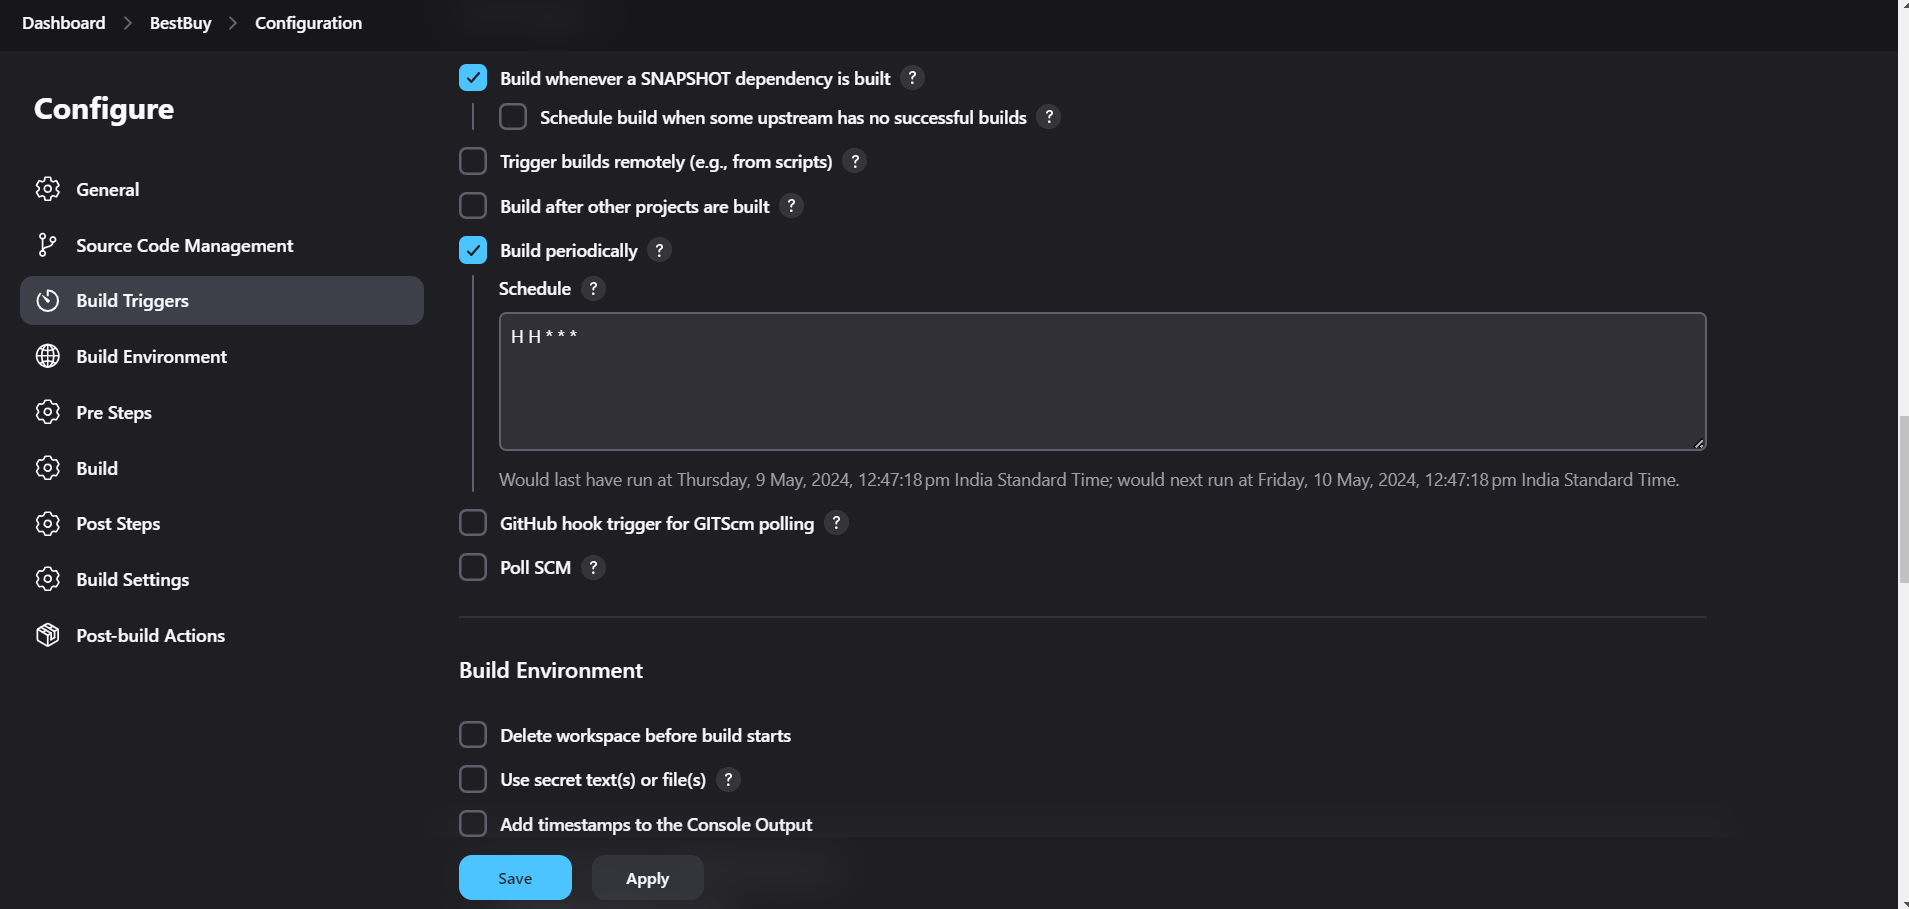 Dashboard > BestBuy > Configuration
Configure
General
Source Code Management
Build Triggers
Build Environment
Pre Steps
Build
Post Steps
Build Settings
Post-build Actions
Build whenever a SNAPSHOT dependency is built ?
Schedule build when some upstream has no successful builds ?
Trigger builds remotely (e.g., from scripts) ?
Build after other projects are built ?
Build periodically ?
Schedule ?
H H * * *
Would last have run at Thursday, 9 May, 2024, 12:47:18 pm India Standard Time; would next run at Friday, 10 May, 2024, 12:47:18 pm India Standard Time.
GitHub hook trigger for GITScm polling ?
Poll SCM ?
Build Environment
Delete workspace before build starts
Use secret text(s) or file(s) ?
Add timestamps to the Console Output
Save Apply